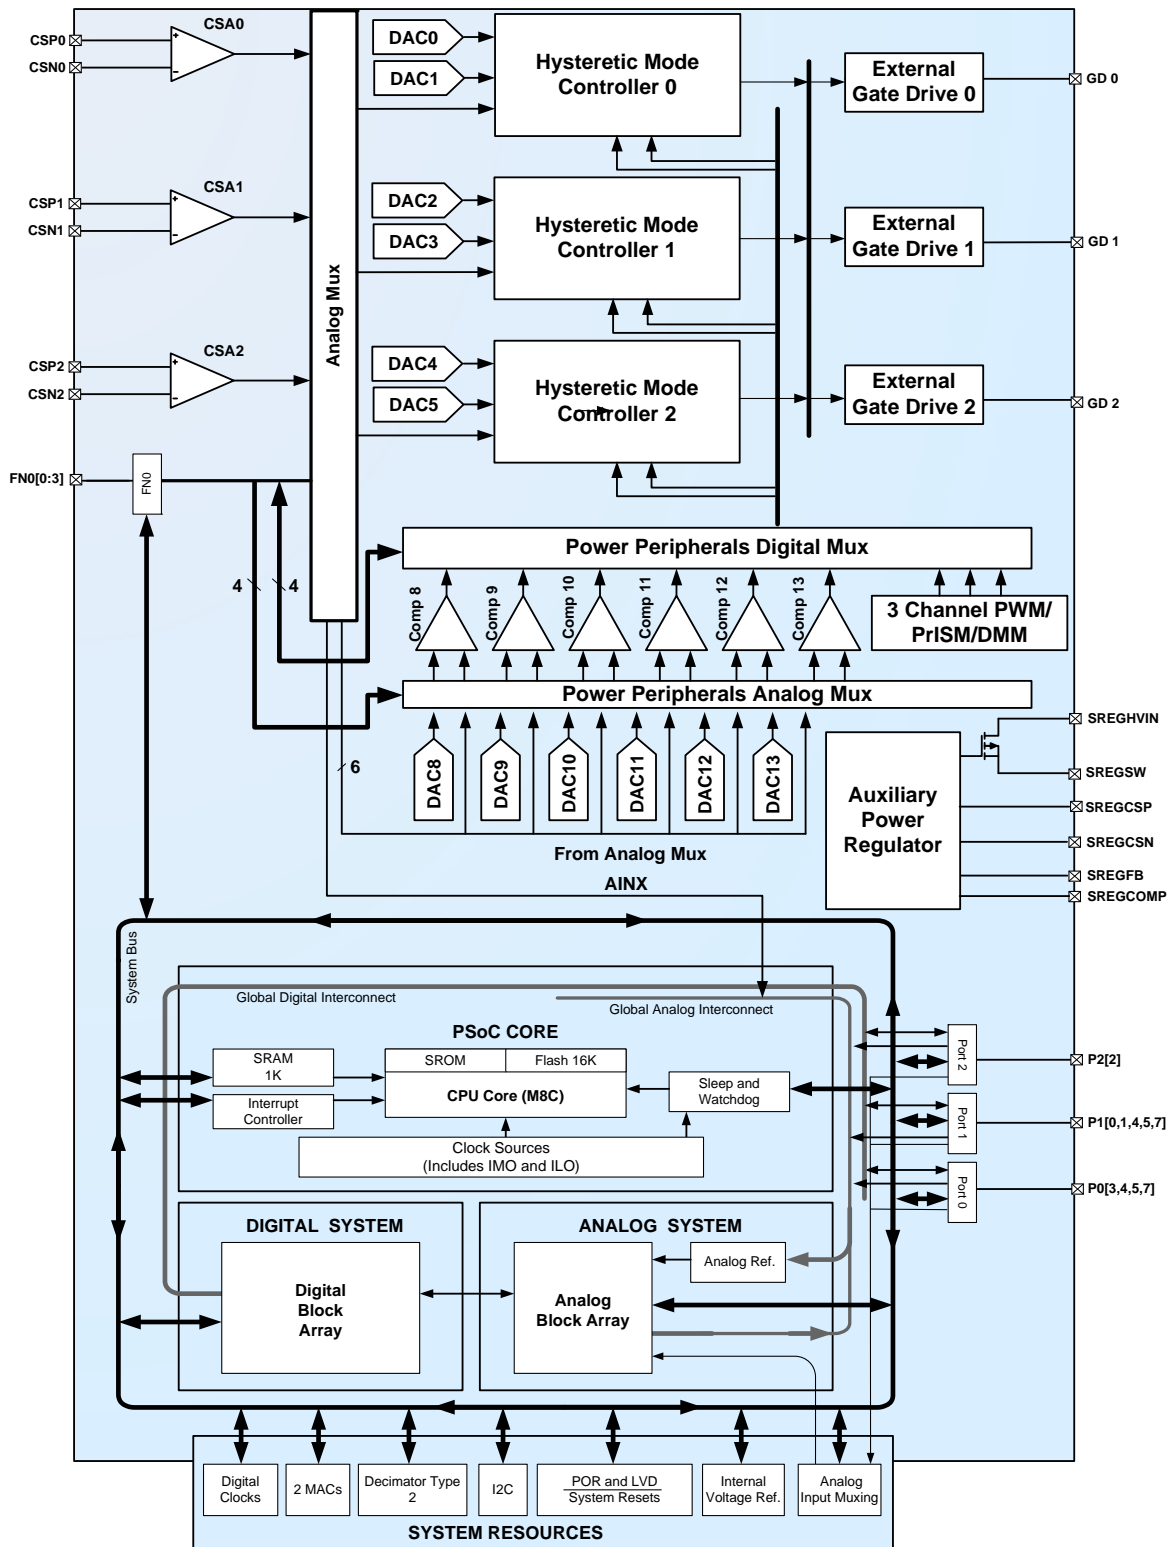 CSA0
CSP0
CSN0
DAC0
DAC1
Hysteretic Mode
Controller 0
External
Gate Drive 0
GD 0
CSA1
CSP1
CSN1
DAC2
DAC3
Hysteretic Mode
Controller 1
External
Gate Drive 1
GD 1
Analog Mux
CSA2
CSP2
CSN2
DAC4
DAC5
Hysteretic Mode
Controller 2
External
Gate Drive 2
GD 2
FN0[0:3]
FN0
4
4
Power Peripherals Digital Mux
Comp 8
Comp 9
Comp 10
Comp 11
Comp 12
Comp 13
3 Channel PWM/
PrISM/DMM
Power Peripherals Analog Mux
DAC8
DAC9
DAC10
DAC11
DAC12
DAC13
6
From Analog Mux
AINX
Auxiliary
Power
Regulator
SREGHVIN
SREGSW
SREGCSP
SREGCSN
SREGFB
SREGCOMP
System Bus
Global Digital Interconnect
Global Analog Interconnect
PSoC CORE
SRAM
1K
Interrupt
Controller
SROM
Flash 16K
CPU Core (M8C)
Sleep and
Watchdog
Clock Sources
(Includes IMO and ILO)
Port 2
P2[2]
Port 1
P1[0,1,4,5,7]
Port 0
P0[3,4,5,7]
DIGITAL SYSTEM
Digital
Block
Array
ANALOG SYSTEM
Analog
Block Array
Analog Ref.
Digital
Clocks
2 MACs
Decimator Type
2
I2C
POR and LVD
System Resets
Internal
Voltage Ref.
Analog
Input Muxing
SYSTEM RESOURCES